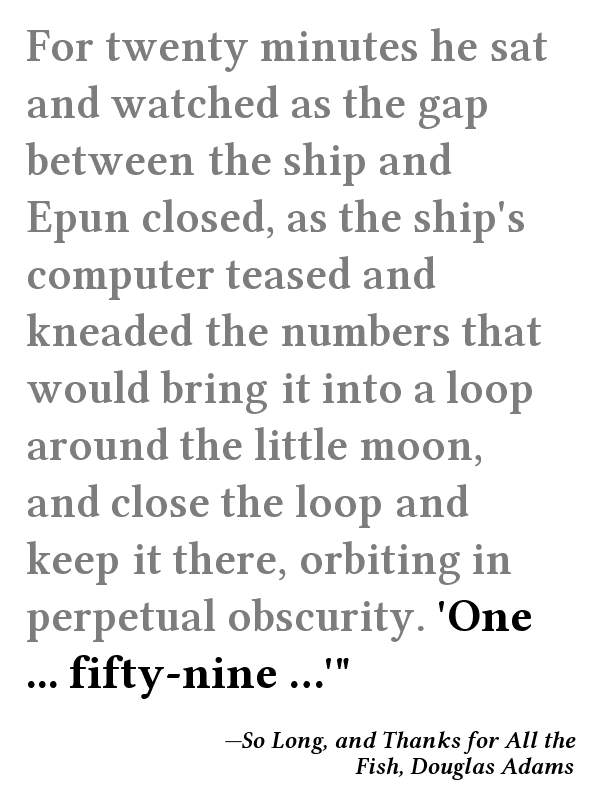 For twenty minutes he sat
and watched as the gap
between the ship and
Epun closed, as the ship's
computer teased and
kneaded the numbers that
would bring it into a loop
around the little moon,
and close the loop and
keep it there, orbiting in
perpetual obscurity. 'One
... fifty-nine ...'"
—So Long, and Thanks for All the
Fish, Douglas Adams